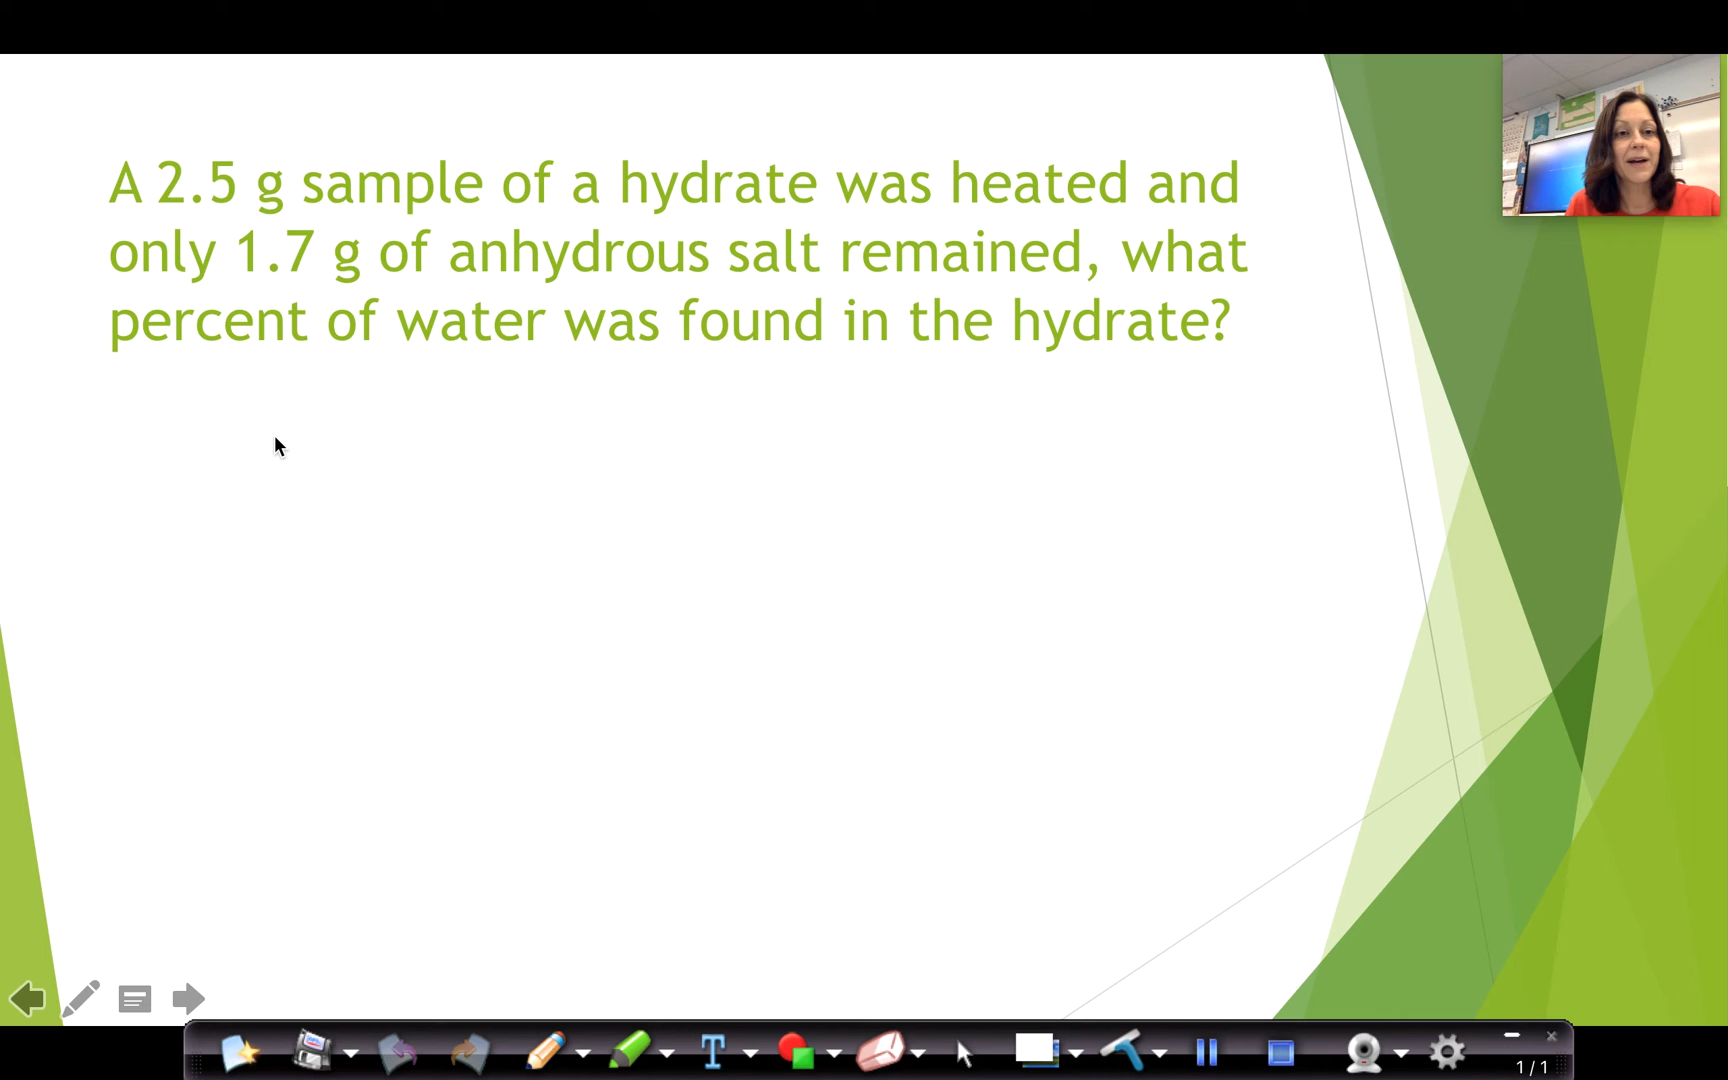 A 2.5 g sample of a hydrate was heated and
only 1.7 g of anhydrous salt remained, what
percent of water was found in the hydrate?
T
1/1